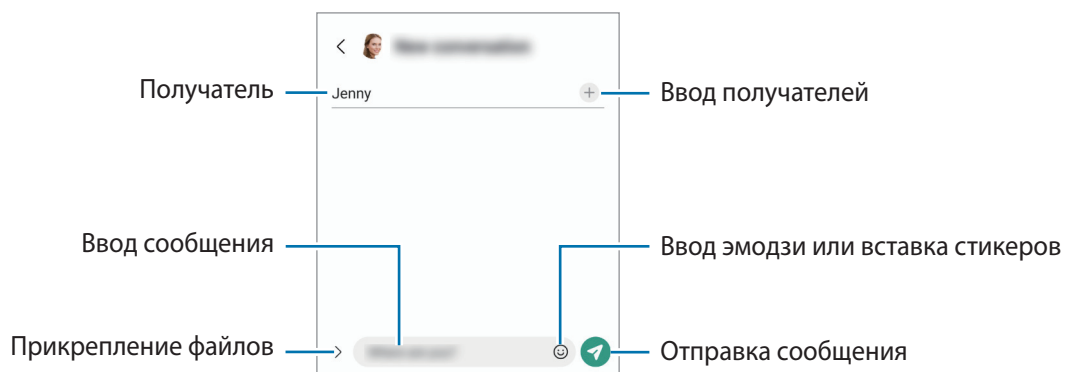 Получатель
Jenny
Ввод получателей
Ввод сообщения
Ввод эмодзи или вставка стикеров
Прикрепление файлов
Отправка сообщения